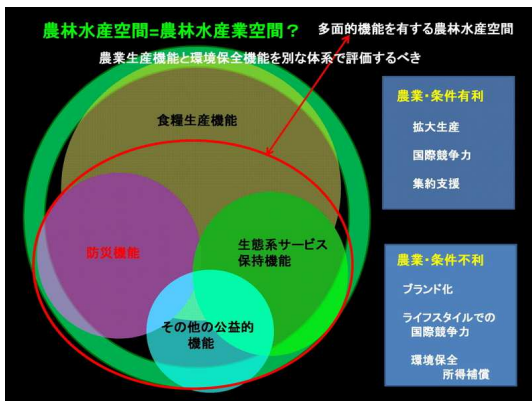 農林水産空間=農林水産業空間？
多面的機能を有する農林水産空間
農業生産機能と環境保全機能を別な体系で評価するべき
食糧生産機能
防災機能
生態系サービス
保持機能
その他の公益的
機能
農業・条件有利
拡大生産
国際競争力
集約支援
農業・条件不利
ブランド化
ライフスタイルでの
国際競争力
環境保全
所得補償